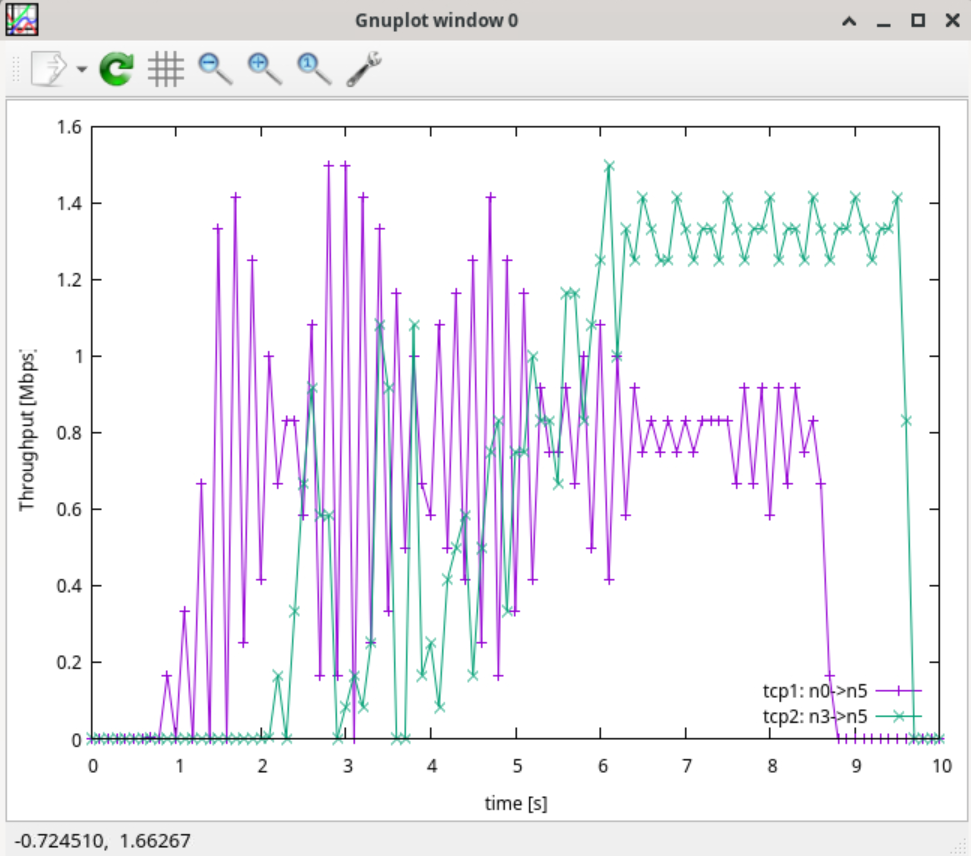 Gnuplot window 0
1
1.6
1.4
1.2
1
0.8
0.6
0.4
0.2
0
Throughput [Mbps]
tcp1: n0->n5
tcp2: n3->n5
0 1 2 3 4 5 6 7 8 9 10
time [s]
-0.724510, 1.66267